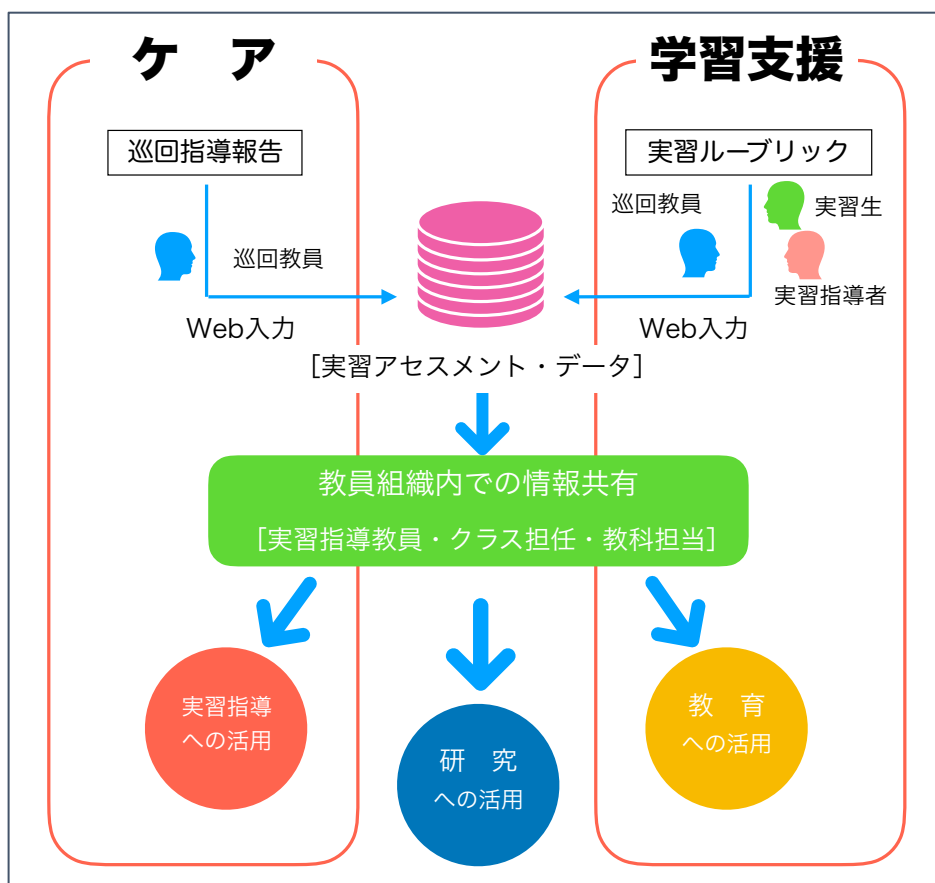 ケ　ア
学習支援
巡回指導報告
実習ルーブリック
巡回教員
実習生
巡回教員
実習指導者
Web入力
Web入力
［実習アセスメント・データ］
教員組織内での情報共有
［実習指導教員・クラス担任・教科担当］
実習指導
への活用
研　究
への活用
教　育
への活用